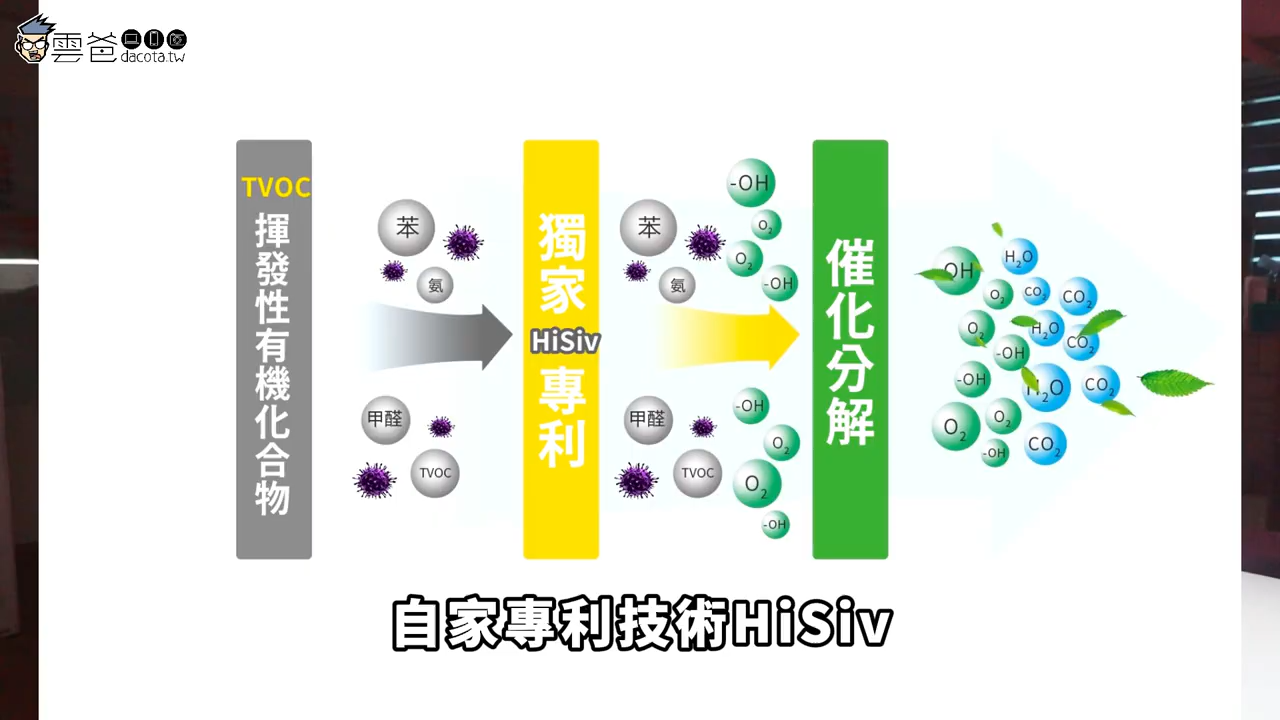 雲爸
dacota.tw
TVOC
揮發性有機化合物
苯
氨
甲醛
TVOC
獨家
HiSiv
專利
苯
氨
甲醛
TVOC
-OH
O₂
O₂
-OH
-OH
O₂
O₂
-OH
催化分解
OH
H₂O
O₂
CO₂
CO₂
O₂
H₂O
CO₂
-OH
-OH
H₂O
CO₂
O₂
O₂
CO₂
-OH
自家專利技術HiSiv